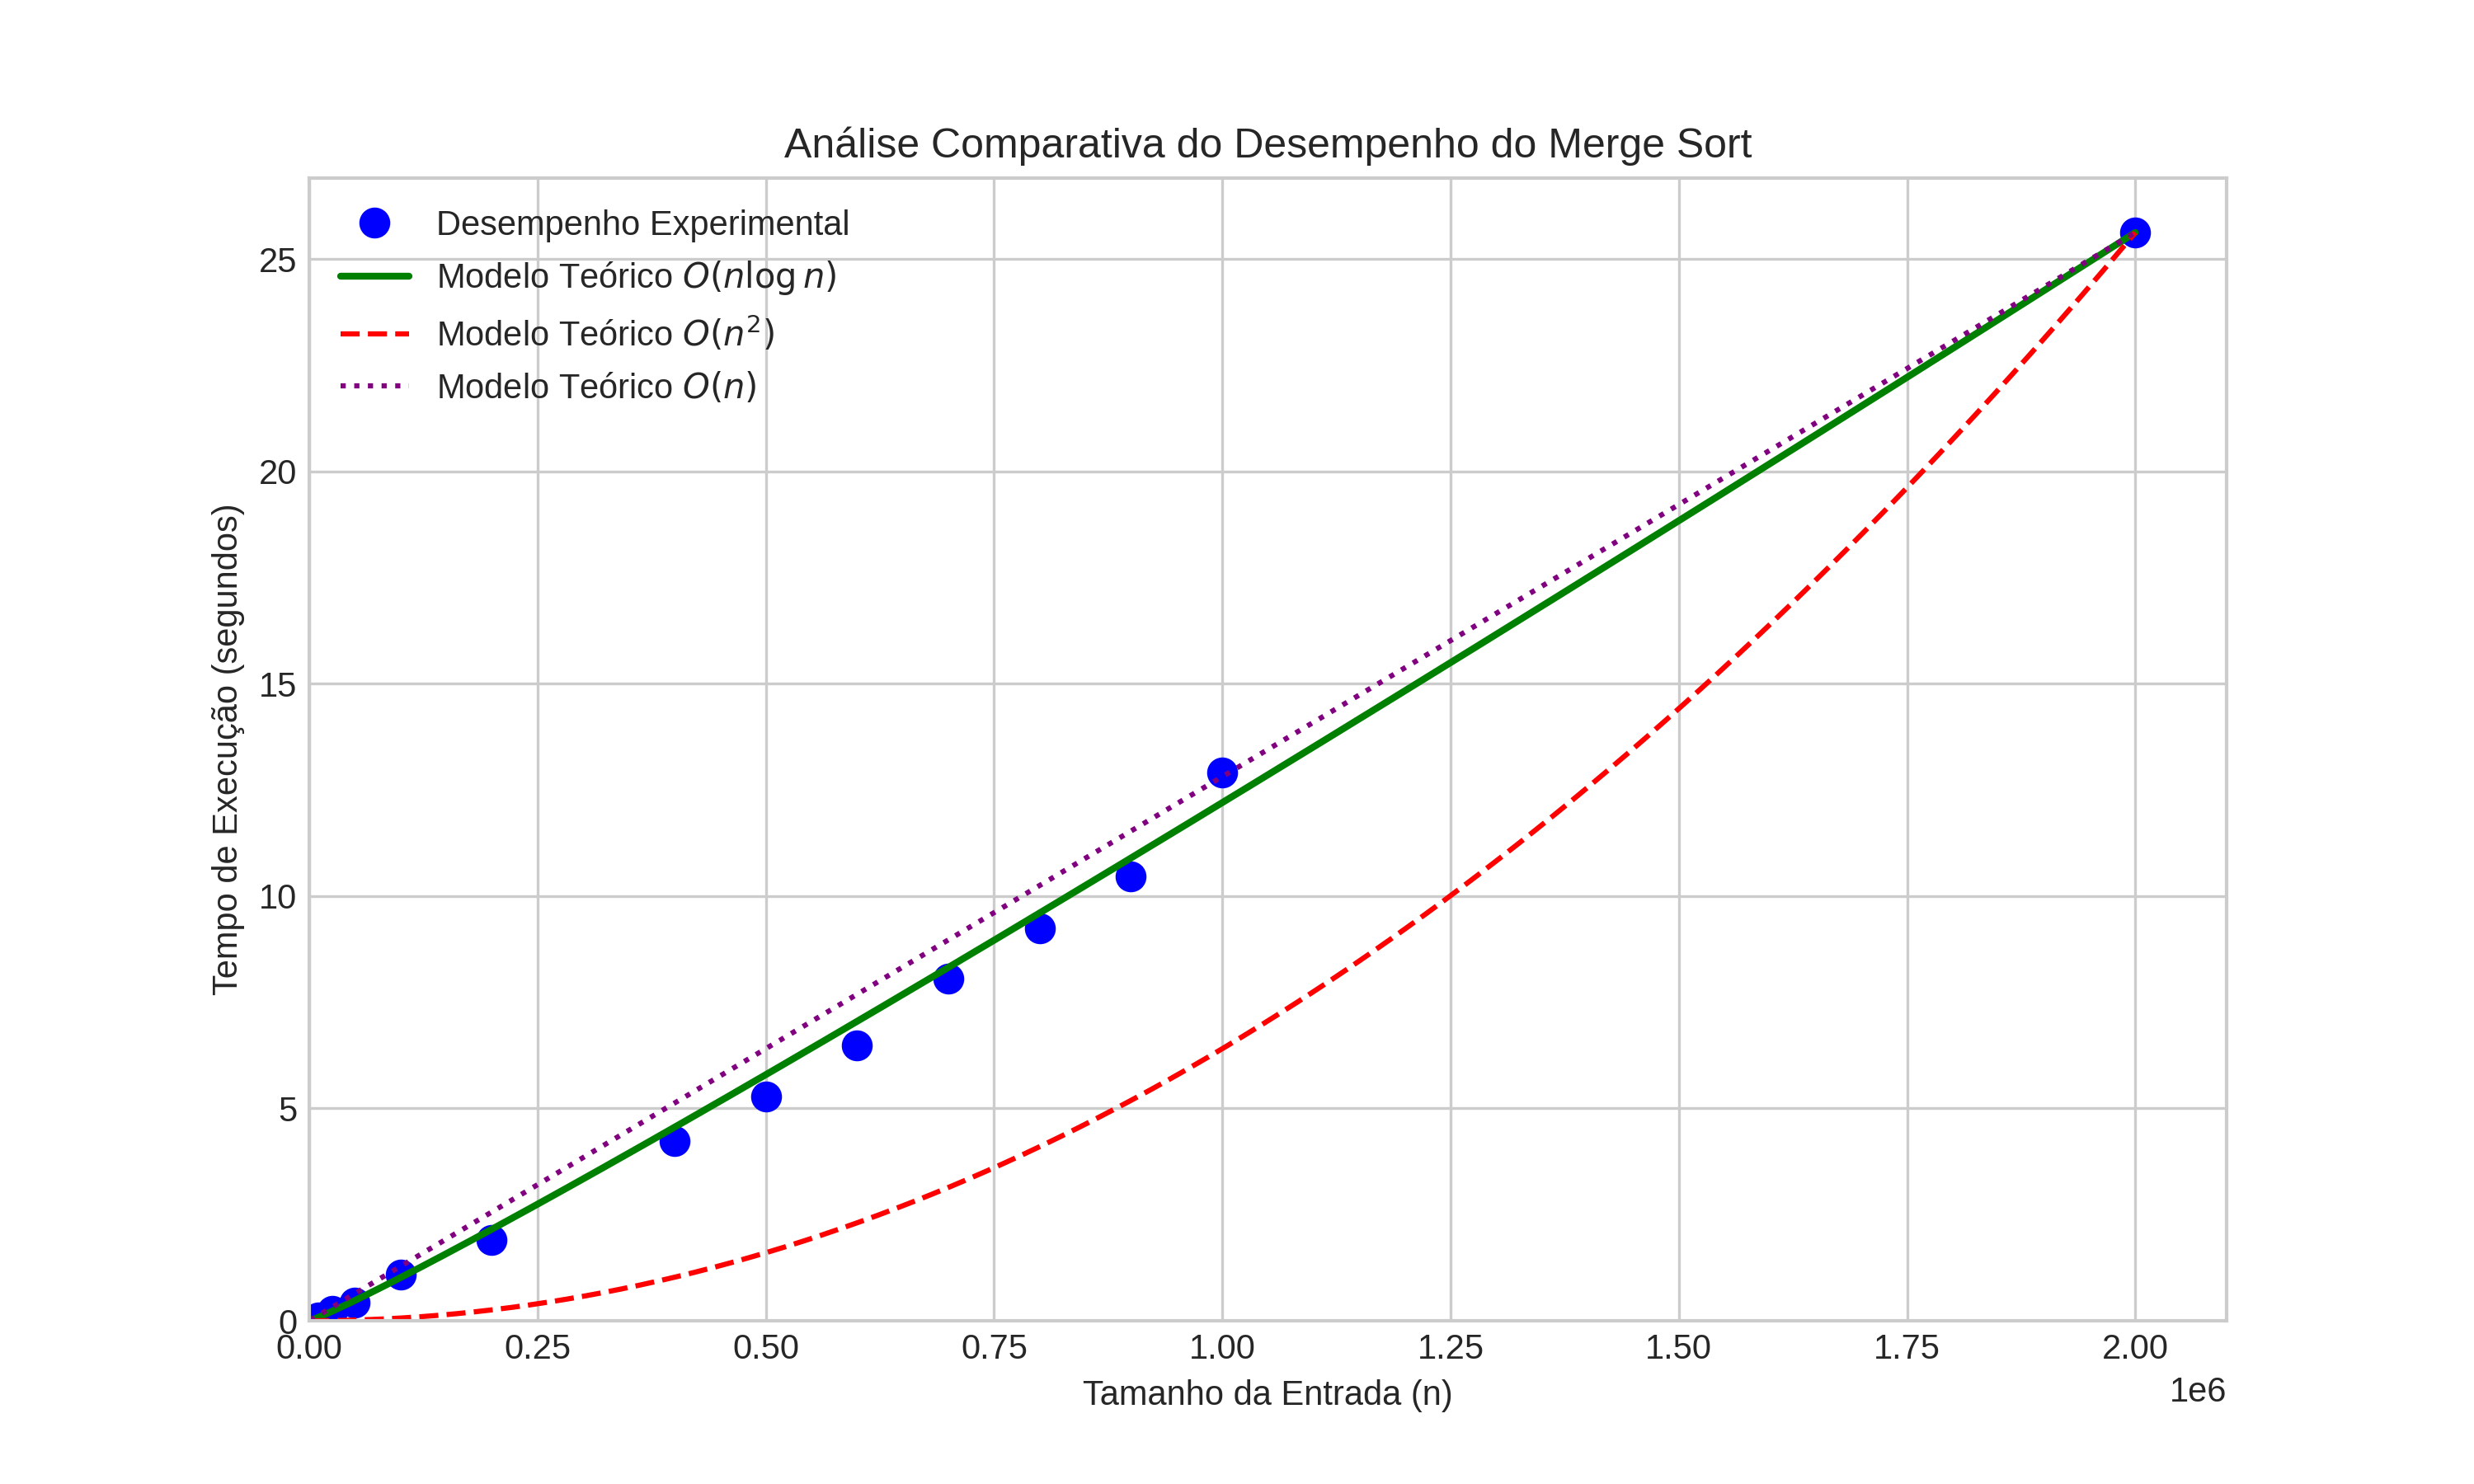 Análise Comparativa do Desempenho do Merge Sort
Desempenho Experimental
Modelo Teórico O(n log n)
Modelo Teórico O(n²)
Modelo Teórico O(n)
Tempo de Execução (segundos)
25
20
15
10
5
0
0.00 0.25 0.50 0.75 1.00 1.25 1.50 1.75 2.00
1e6
Tamanho da Entrada (n)